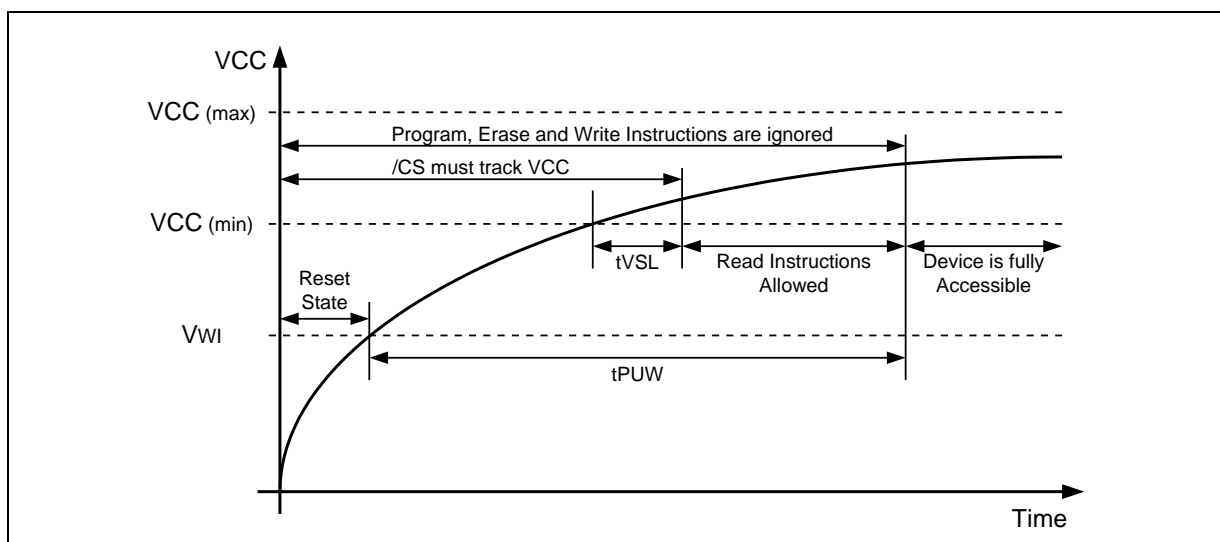 VCC
VCC (max)
Program, Erase and Write Instructions are ignored
/CS must track VCC
VCC (min)
tVSL
Read Instructions
Allowed
Device is fully
Accessible
Reset
State
VWI
tPUW
Time